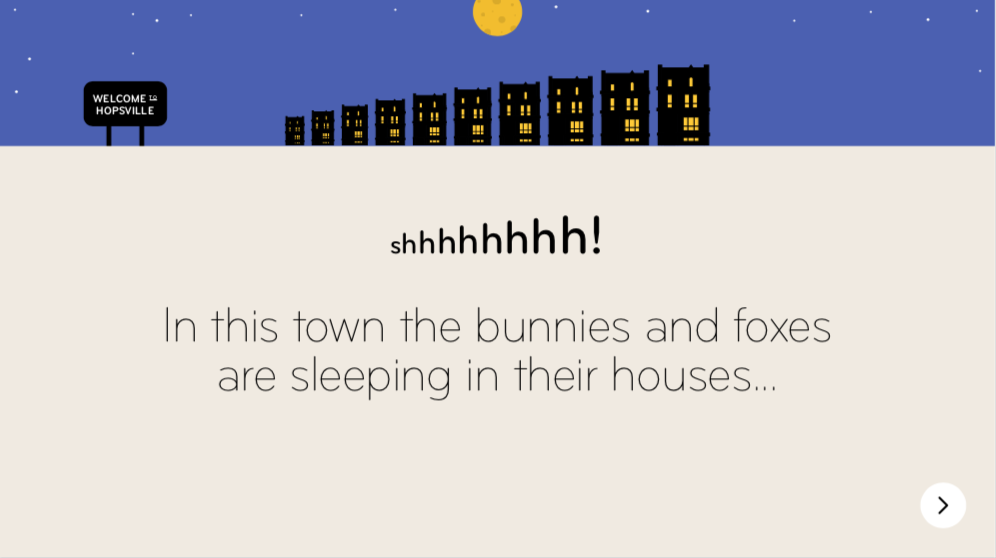 WELCOME TO
HOPSVILLE
shhhhhhhh!
In this town the bunnies and foxes
are sleeping in their houses...